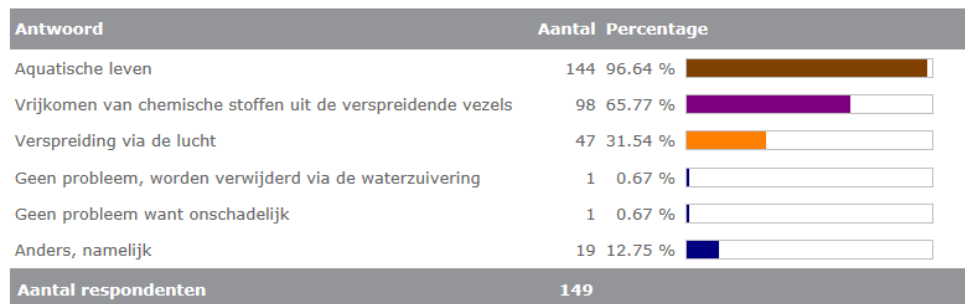 Antwoord Aantal Percentage
Aquatische leven 144 96.64 %
Vrijkomen van chemische stoffen uit de verspreidende vezels 98 65.77 %
Verspreiding via de lucht 47 31.54 %
Geen probleem, worden verwijderd via de waterzuivering 1 0.67 %
Geen probleem want onschadelijk 1 0.67 %
Anders, namelijk 19 12.75 %
Aantal respondenten 149